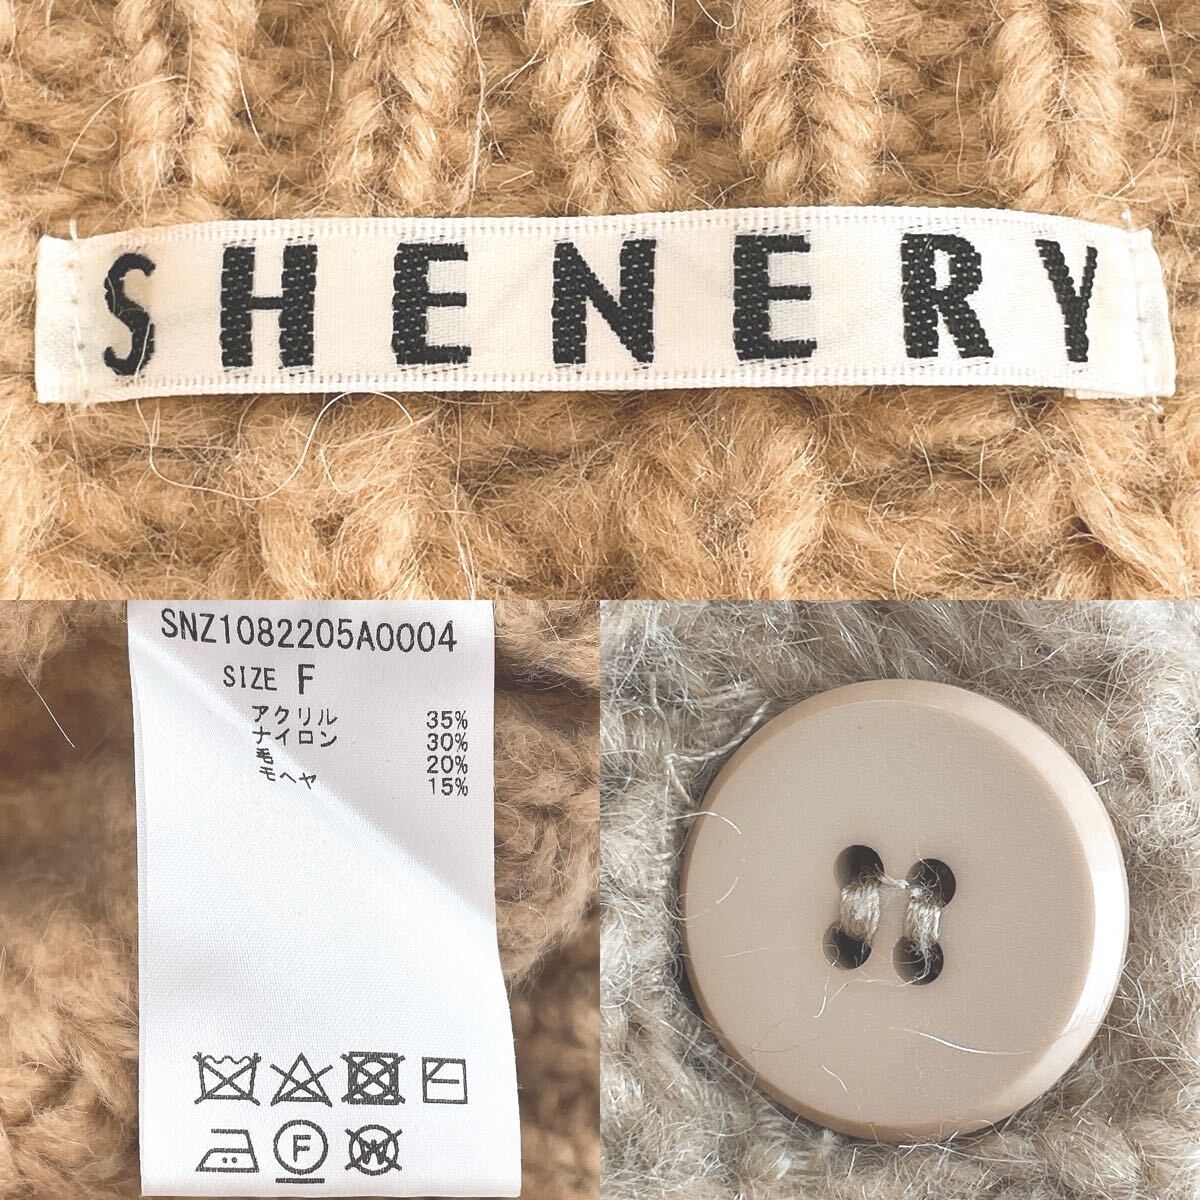 SHENERY
SNZ1082205A0004
SIZE F
アクリル 35%
ナイロン 30%
毛 20%
モヘヤ 15%
F
W